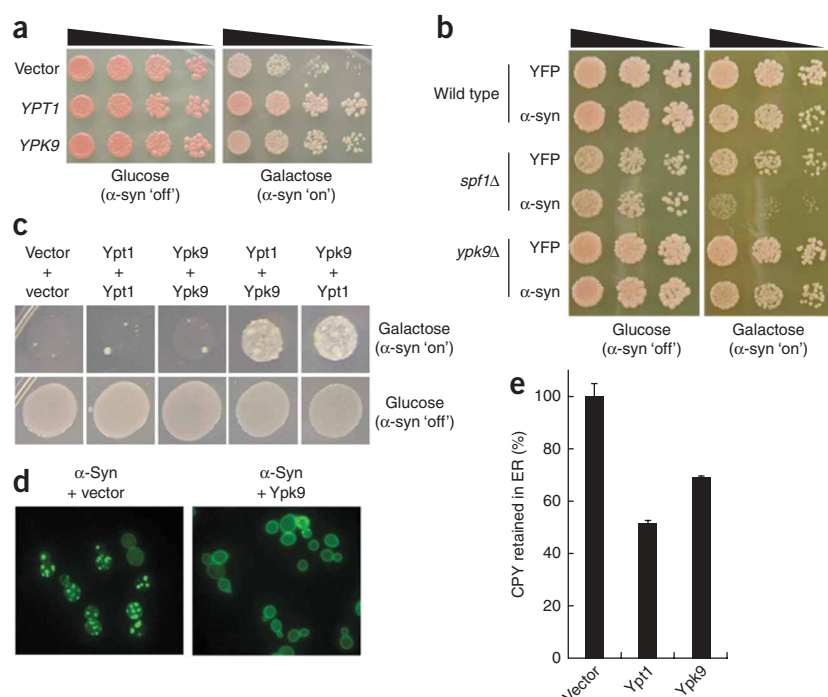 a
Vector
YPT1
YPK9
Glucose
(α-syn ‘off’)
Galactose
(α-syn ‘on’)
b
Wild type
YFP
α-syn
spf1Δ
YFP
α-syn
ypk9Δ
YFP
α-syn
Glucose
(α-syn ‘off’)
Galactose
(α-syn ‘on’)
c
Vector
+
vector
Ypt1
+
Ypt1
Ypk9
+
Ypk9
Ypt1
+
Ypk9
Ypk9
+
Ypt1
Galactose
(α-syn ‘on’)
Glucose
(α-syn ‘off’)
d
α-Syn
+ vector
α-Syn
+ Ypk9
e
CPY retained in ER (%)
100
80
60
40
20
0
Vector
Ypt1
Ypk9